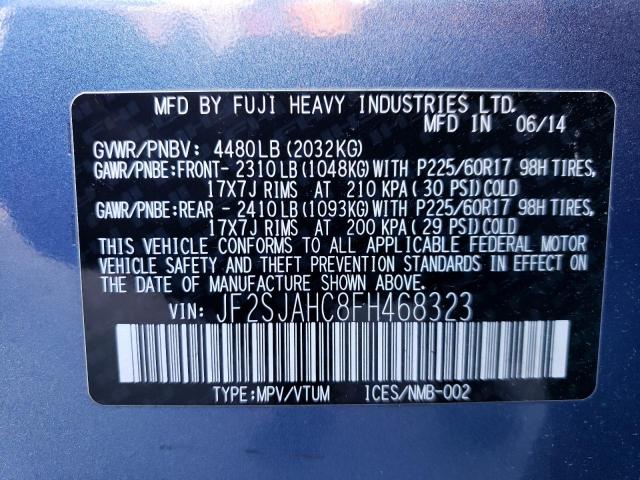 MFD BY FUJI HEAVY INDUSTRIES LTD.
MFD IN 06/14
GVWR/PNBV: 4480LB(2032KG)
GAWR/PNBE:FRONT- 2310LB(1048KG)WITH P225/60R17 98H TIRES,
17X7J RIMS AT 210 KPA( 30 PSI)COLD
GAWR/PNBE:REAR - 2410LB(1093KG)WITH P225/60R17 98H TIRES,
17X7J RIMS AT 200 KPA( 29 PSI)COLD
THIS VEHICLE CONFORMS TO ALL APPLICABLE FEDERAL MOTOR
VEHICLE SAFETY AND THEFT PREVENTION STANDARDS IN EFFECT
ON THE DATE OF MANUFACTURE SHOWN ABOVE.
VIN: JF2SJAHC8FH468323
TYPE:MPV/VTUM ICES/NMB-002